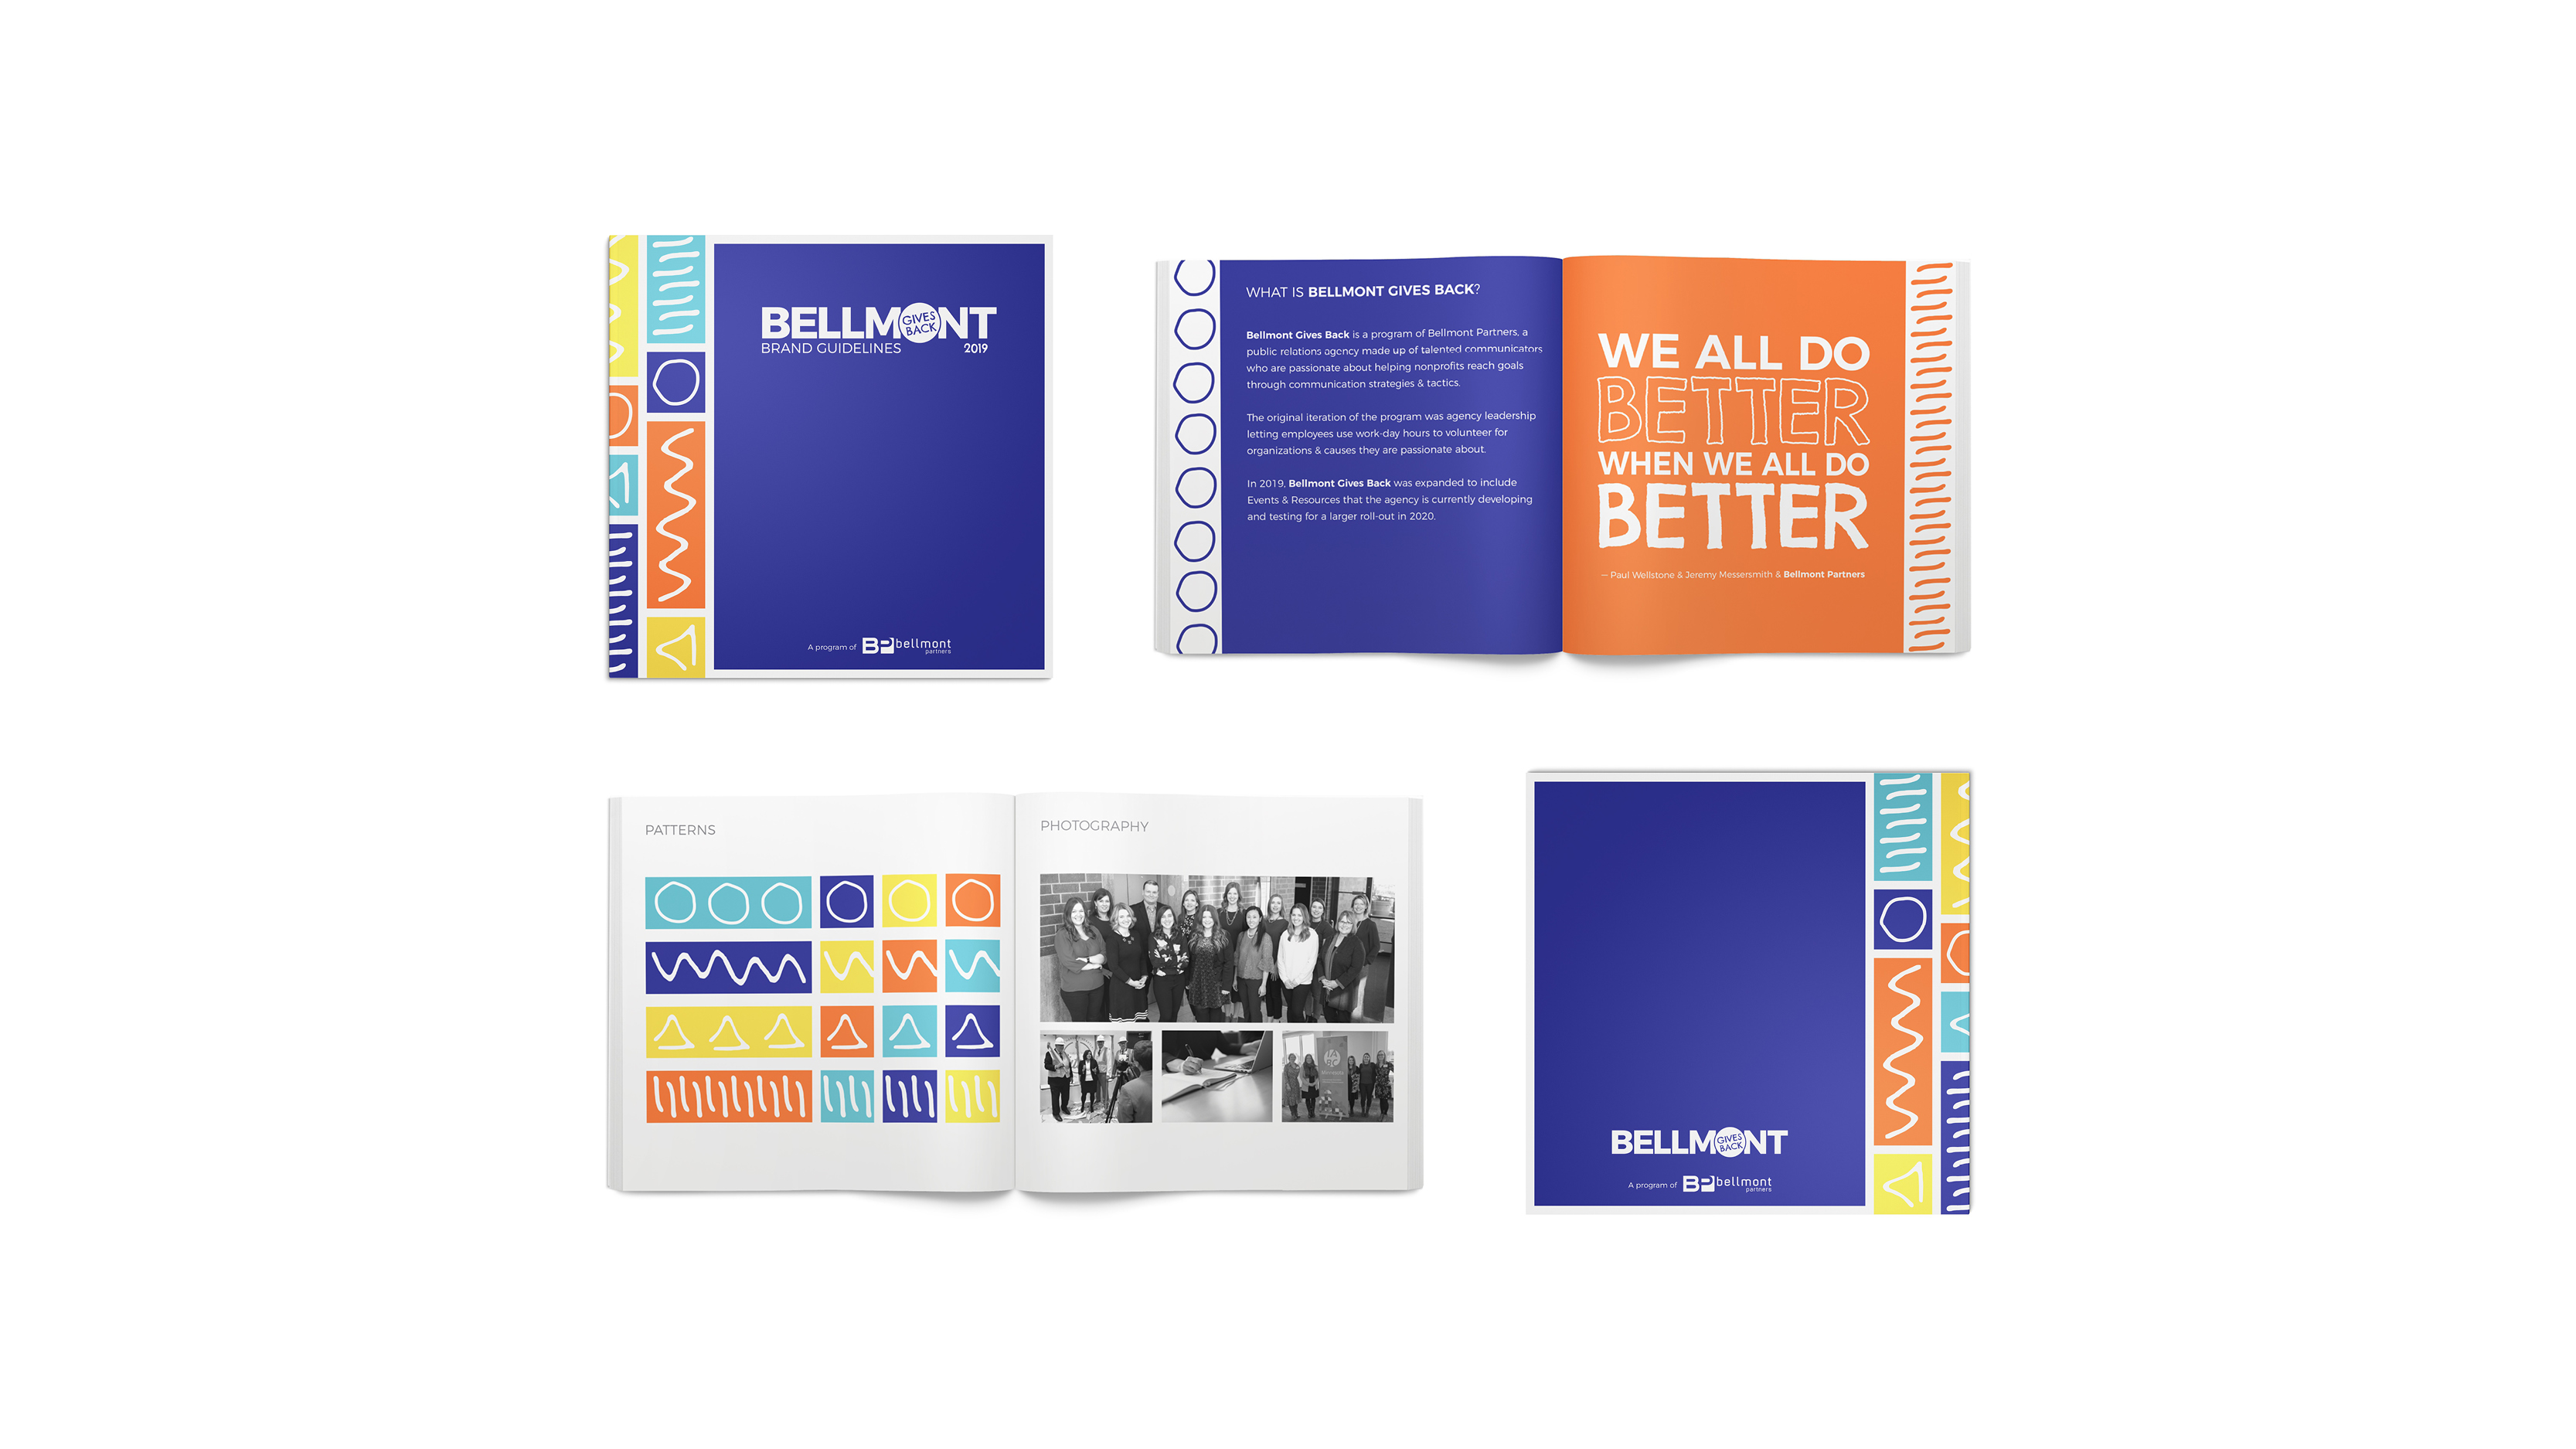 BELLMONT
GIVES
BACK
BRAND GUIDELINES
2019
A program of BP bellmont
partners
WHAT IS BELLMONT GIVES BACK?
Bellmont Gives Back is a program of Bellmont Partners, a
public relations agency made up of talented communicators
who are passionate about helping nonprofits reach goals
through communication strategies & tactics.
The original iteration of the program was agency leadership
letting employees use work-day hours to volunteer for
organizations & causes they are passionate about.
In 2019, Bellmont Gives Back was expanded to include
Events & Resources that the agency is currently developing
and testing for a larger roll-out in 2020.
WE ALL DO
BETTER
WHEN WE ALL DO
BETTER
— Paul Wellstone & Jeremy Messersmith & Bellmont Partners
PATTERNS
PHOTOGRAPHY
BELLMONT
GIVES
BACK
A program of BP bellmont
partners